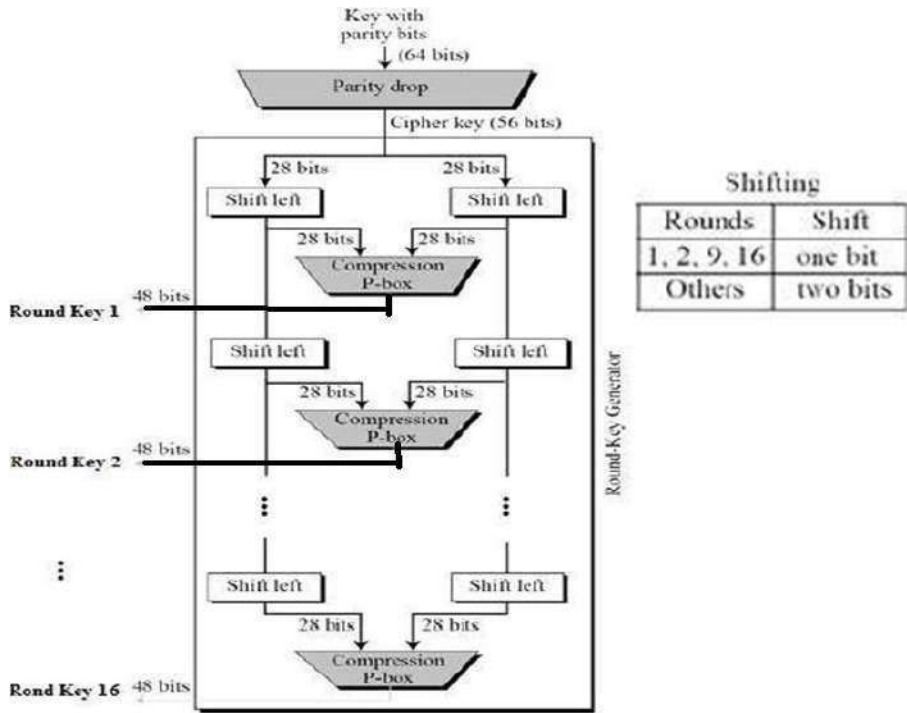 Key with
parity bits
(64 bits)
Parity drop
Cipher key (56 bits)
28 bits
28 bits
Shift left
Shift left
28 bits
28 bits
Compression
P-box
48 bits
Round Key 1
Shift left
Shift left
28 bits
28 bits
Compression
P-box
48 bits
Round Key 2
...
...
...
Shift left
Shift left
28 bits
28 bits
Compression
P-box
48 bits
Rond Key 16
Round-Key Generator
Shifting
Rounds Shift
1, 2, 9, 16 one bit
Others two bits